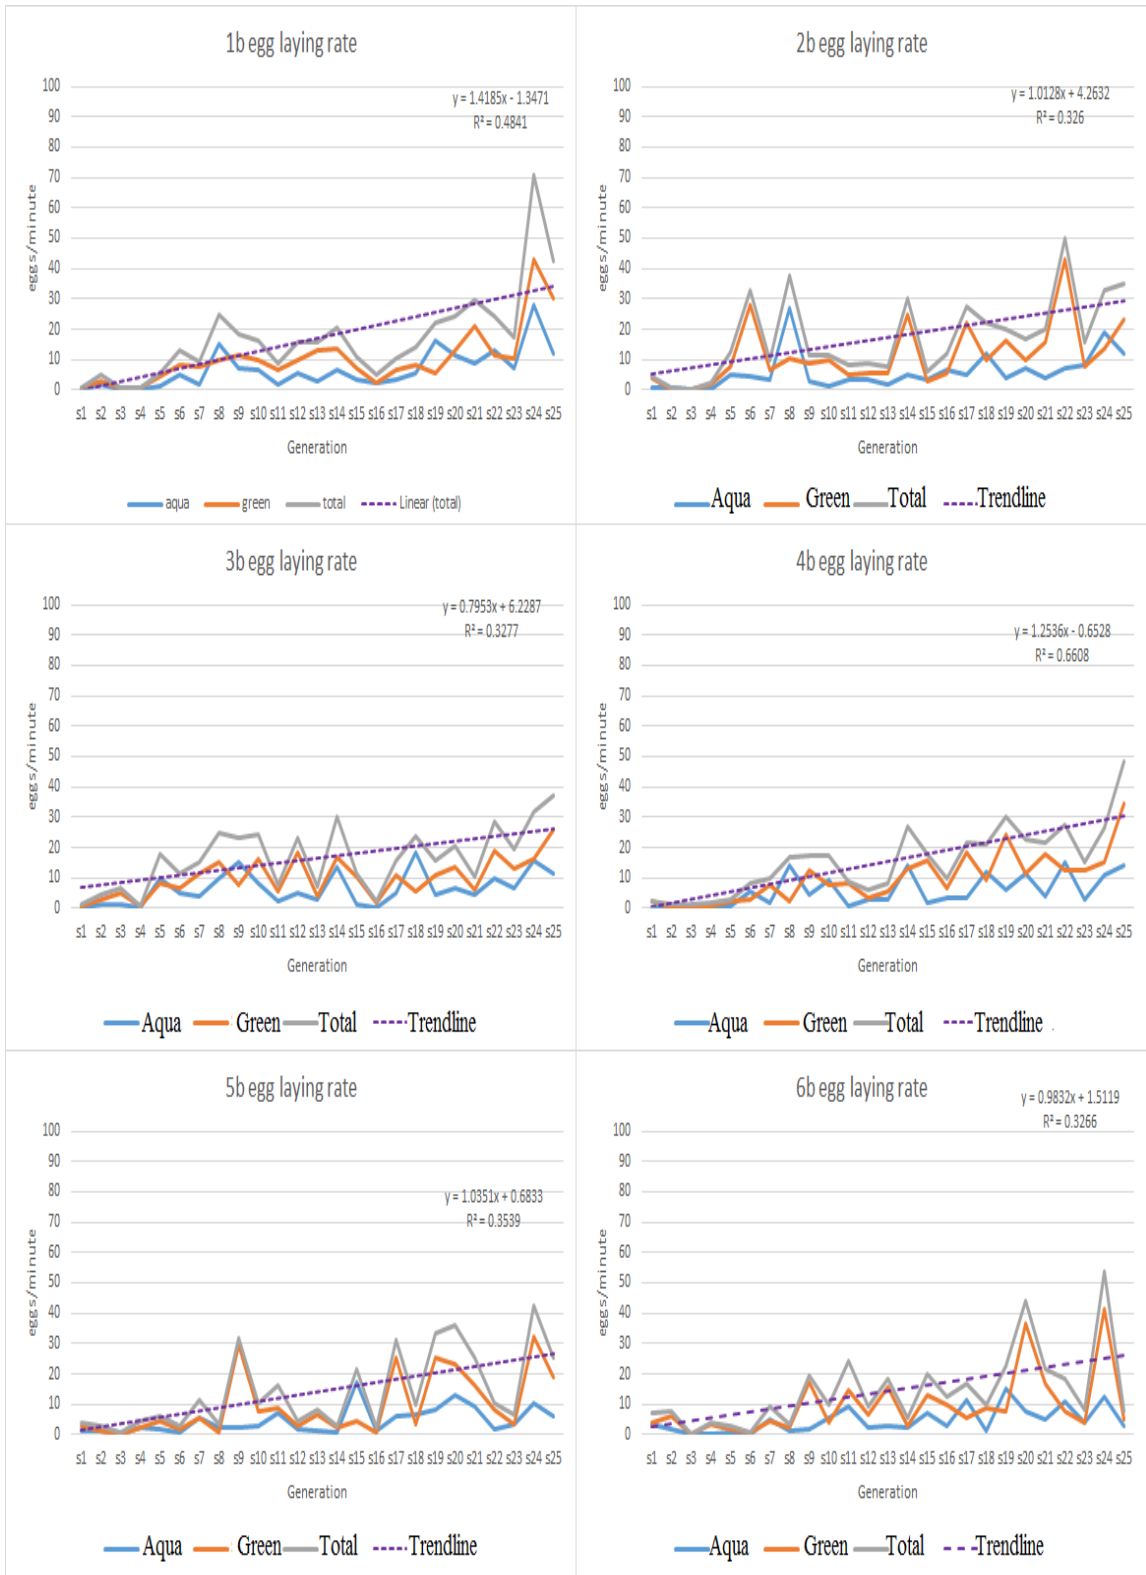 1b egg laying rate
y = 1.4185x - 1.3471
R² = 0.4841
100
90
80
70
60
50
40
30
20
10
0
eggs/minute
s1 s2 s3 s4 s5 s6 s7 s8 s9 s10 s11 s12 s13 s14 s15 s16 s17 s18 s19 s20 s21 s22 s23 s24 s25
Generation
aqua green total Linear (total)
2b egg laying rate
y = 1.0128x + 4.2632
R² = 0.326
100
90
80
70
60
50
40
30
20
10
0
eggs/minute
s1 s2 s3 s4 s5 s6 s7 s8 s9 s10 s11 s12 s13 s14 s15 s16 s17 s18 s19 s20 s21 s22 s23 s24 s25
Generation
Aqua Green Total Trendline
3b egg laying rate
y = 0.7953x + 6.2287
R² = 0.3277
100
90
80
70
60
50
40
30
20
10
0
eggs/minute
s1 s2 s3 s4 s5 s6 s7 s8 s9 s10 s11 s12 s13 s14 s15 s16 s17 s18 s19 s20 s21 s22 s23 s24 s25
Generation
Aqua Green Total Trendline
4b egg laying rate
y = 1.2536x - 0.6528
R² = 0.6608
100
90
80
70
60
50
40
30
20
10
0
eggs/minute
s1 s2 s3 s4 s5 s6 s7 s8 s9 s10 s11 s12 s13 s14 s15 s16 s17 s18 s19 s20 s21 s22 s23 s24 s25
Generation
Aqua Green Total Trendline
5b egg laying rate
y = 1.0351x + 0.6833
R² = 0.3539
100
90
80
70
60
50
40
30
20
10
0
eggs/minute
s1 s2 s3 s4 s5 s6 s7 s8 s9 s10 s11 s12 s13 s14 s15 s16 s17 s18 s19 s20 s21 s22 s23 s24 s25
Generation
Aqua Green Total Trendline
6b egg laying rate
y = 0.9832x + 1.5119
R² = 0.3266
100
90
80
70
60
50
40
30
20
10
0
eggs/minute
s1 s2 s3 s4 s5 s6 s7 s8 s9 s10 s11 s12 s13 s14 s15 s16 s17 s18 s19 s20 s21 s22 s23 s24 s25
Generation
Aqua Green Total Trendline